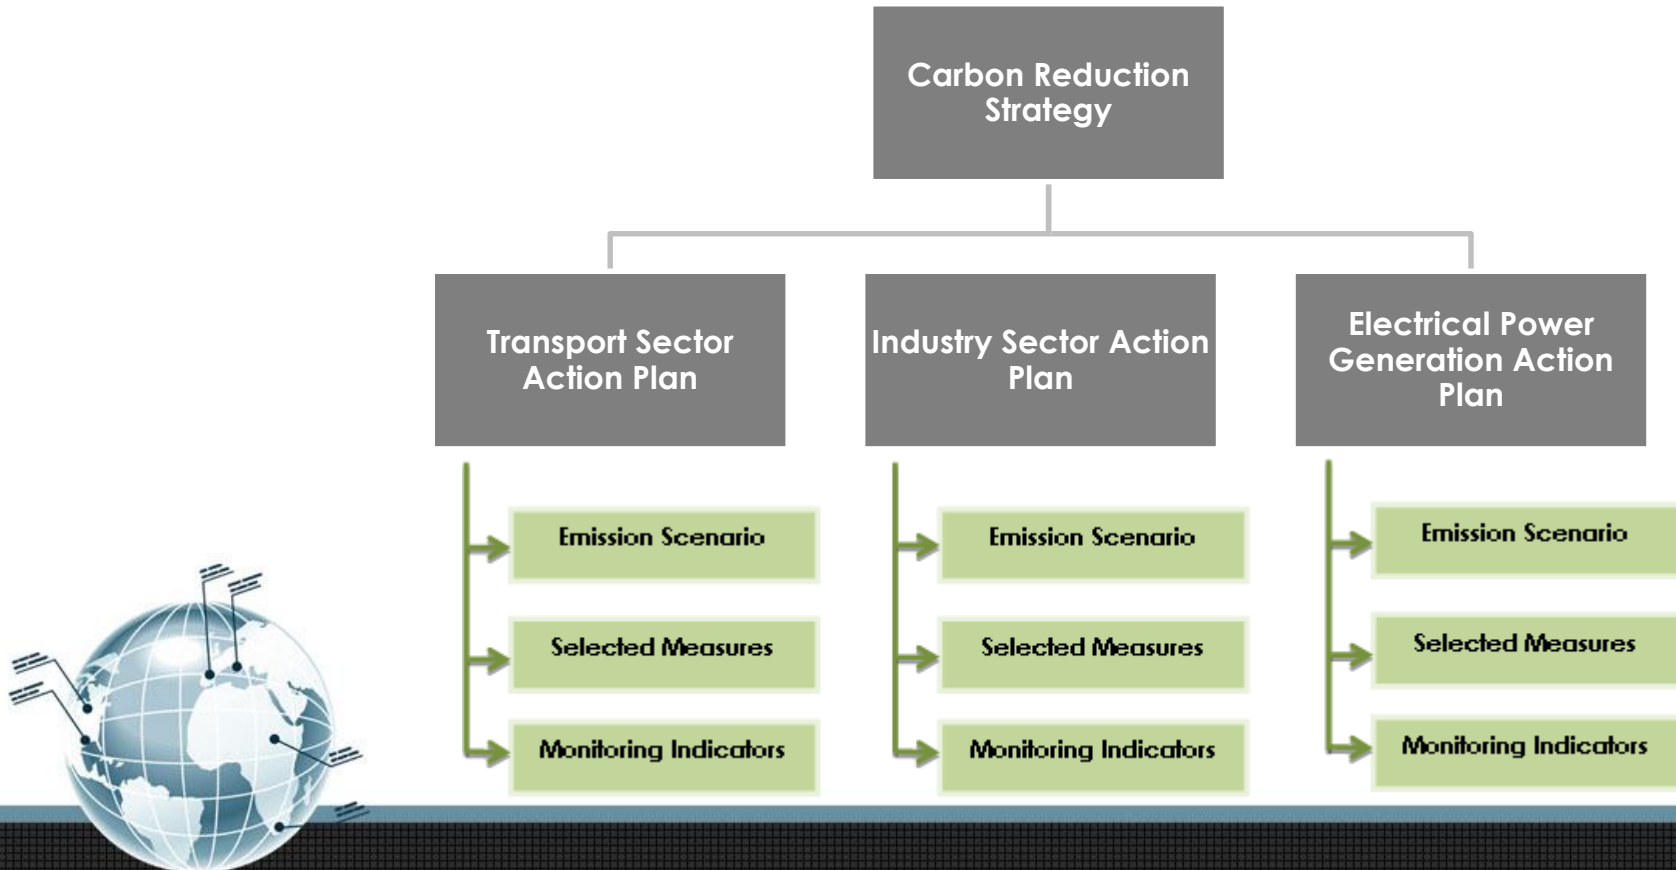 Carbon Reduction
Strategy
Transport Sector
Action Plan
Industry Sector Action
Plan
Electrical Power
Generation Action
Plan
Emission Scenario
Selected Measures
Monitoring Indicators
Emission Scenario
Selected Measures
Monitoring Indicators
Emission Scenario
Selected Measures
Monitoring Indicators